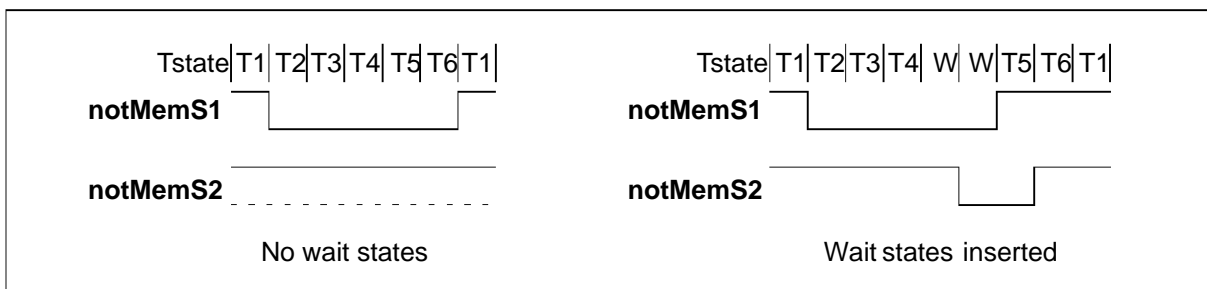 Tstate T1 T2 T3 T4 T5 T6 T1
notMemS1
notMemS2
No wait states
Tstate T1 T2 T3 T4 W W T5 T6 T1
notMemS1
notMemS2
Wait states inserted